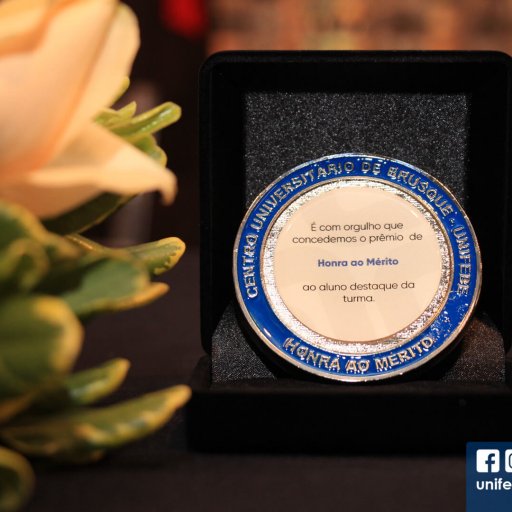 CENTRO UNIVERSITÁRIO DE BRUSQUE - UNIFEBE
É com orgulho que
concedemos o prêmio de
Honra ao Mérito
ao aluno destaque da
turma.
HONRA AO MÉRITO
unife